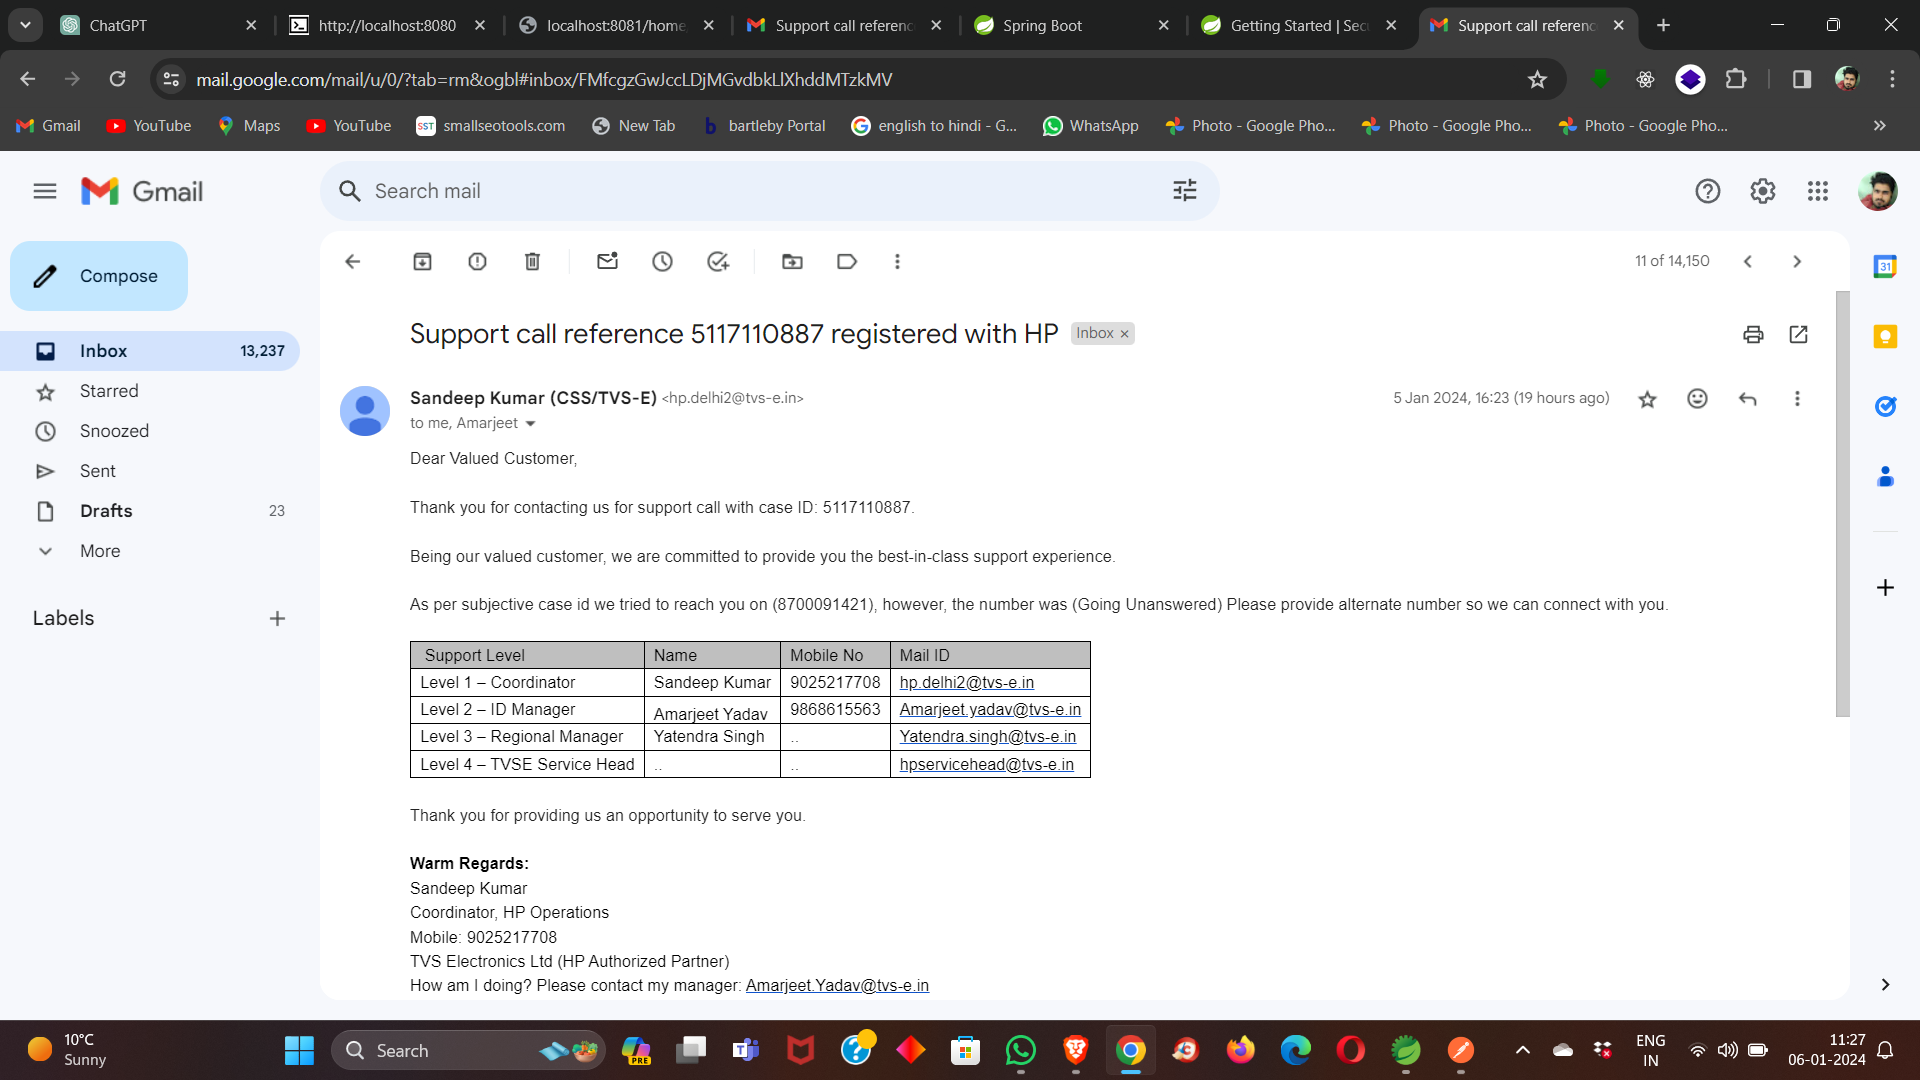 ChatGPT
http://localhost:8080
localhost:8081/home
Support call referenc
Spring Boot
Getting Started | Sec
Support call referenc
mail.google.com/mail/u/0/?tab=rm&ogbl#inbox/FMfcgzGwJccLDjMGvdbkLlXhddMTzkMV
Gmail
YouTube
Maps
YouTube
SST smallseotools.com
New Tab
b bartleby Portal
english to hindi - G...
WhatsApp
Photo - Google Pho...
Photo - Google Pho...
Photo - Google Pho...
Gmail
Search mail
Compose
Inbox 13,237
Starred
Snoozed
Sent
Drafts 23
More
Labels
11 of 14,150
31
Support call reference 5117110887 registered with HP Inbox ×
Sandeep Kumar (CSS/TVS-E) <hp.delhi2@tvs-e.in> 5 Jan 2024, 16:23 (19 hours ago)
to me, Amarjeet
Dear Valued Customer,
Thank you for contacting us for support call with case ID: 5117110887.
Being our valued customer, we are committed to provide you the best-in-class support experience.
As per subjective case id we tried to reach you on (8700091421), however, the number was (Going Unanswered) Please provide alternate number so we can connect with you.
Support Level Name Mobile No Mail ID
Level 1 – Coordinator Sandeep Kumar 9025217708 hp.delhi2@tvs-e.in
Level 2 – ID Manager Amarjeet Yadav 9868615563 Amarjeet.yadav@tvs-e.in
Level 3 – Regional Manager Yatendra Singh .. Yatendra.singh@tvs-e.in
Level 4 – TVSE Service Head .. .. hpservicehead@tvs-e.in
Thank you for providing us an opportunity to serve you.
Warm Regards:
Sandeep Kumar
Coordinator, HP Operations
Mobile: 9025217708
TVS Electronics Ltd (HP Authorized Partner)
How am I doing? Please contact my manager: Amarjeet.Yadav@tvs-e.in
10°C
Sunny
Search
PRE
ENG
IN
11:27
06-01-2024